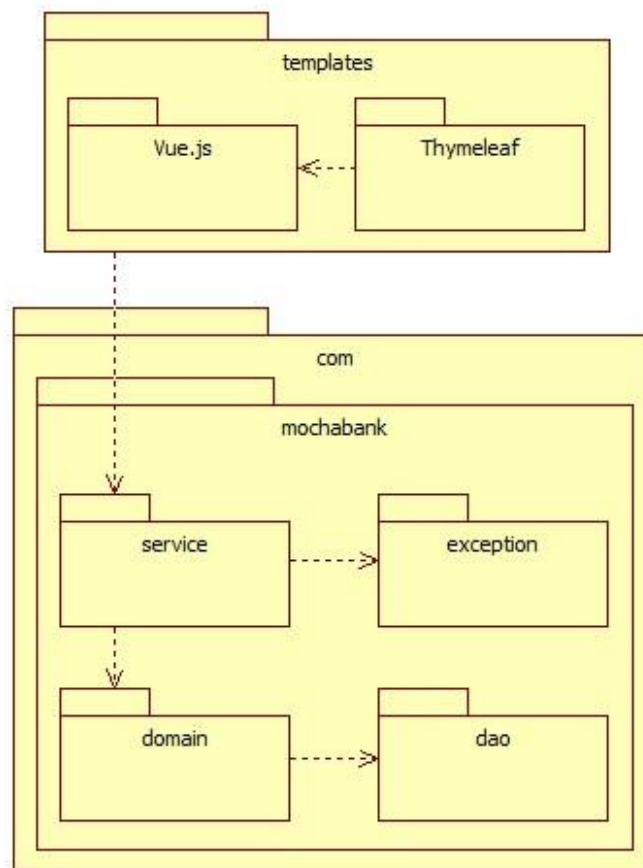 templates
Vue.js
Thymeleaf
com
mochabank
service
exception
domain
dao